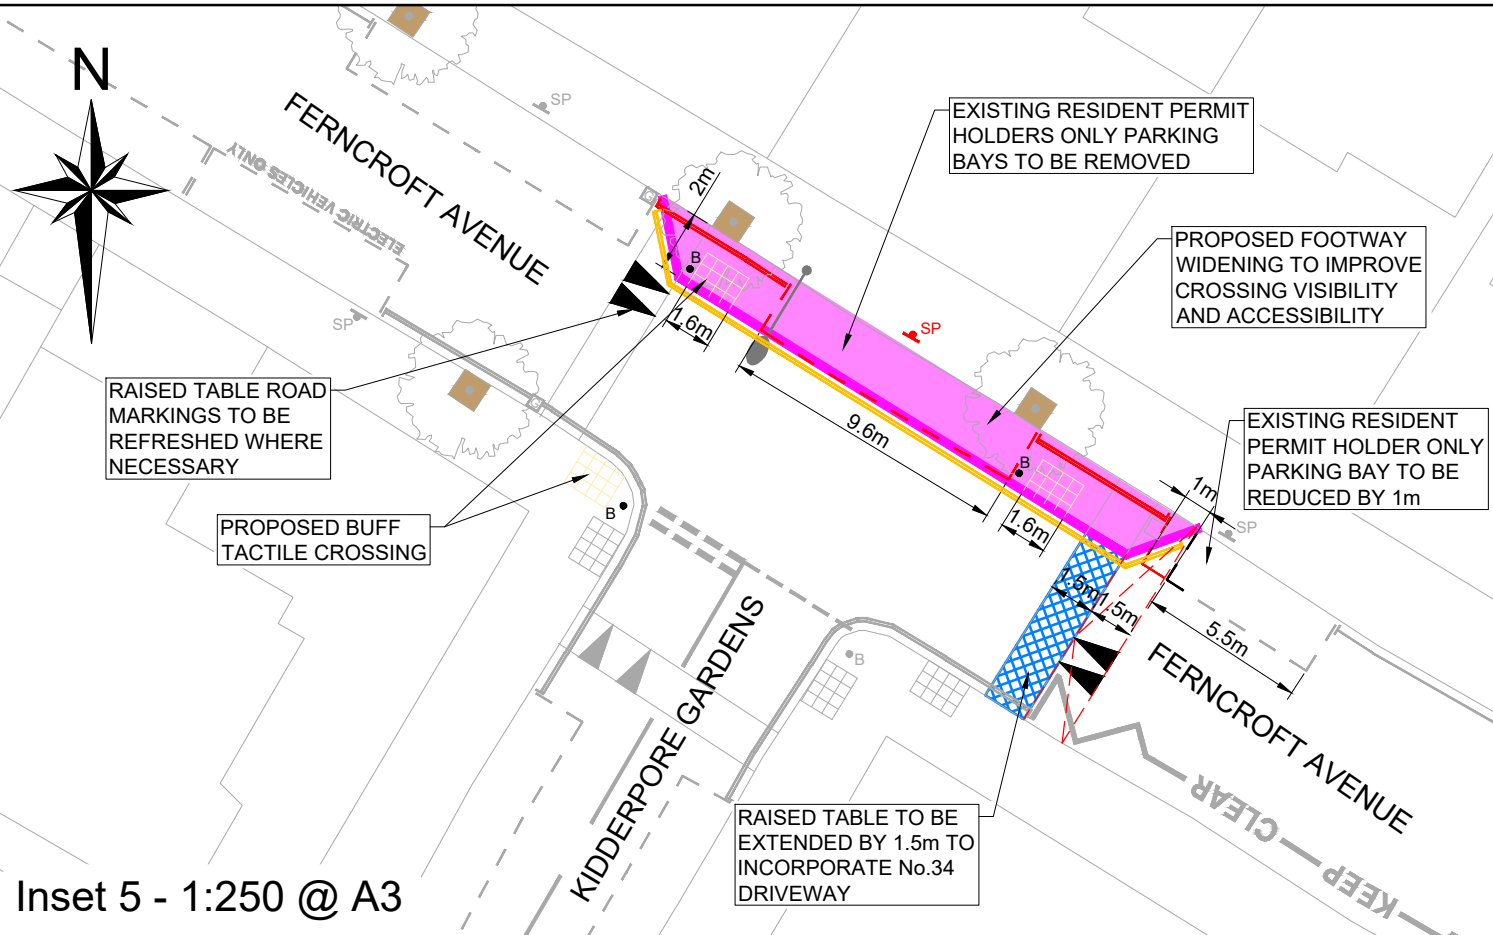 N
SP
FERNCROFT AVENUE
ELECTRIC VEHICLES ONLY
EXISTING RESIDENT PERMIT
HOLDERS ONLY PARKING
BAYS TO BE REMOVED
2m
G
B
PROPOSED FOOTWAY
WIDENING TO IMPROVE
CROSSING VISIBILITY
AND ACCESSIBILITY
SP
SP
1.6m
RAISED TABLE ROAD
MARKINGS TO BE
REFRESHED WHERE
NECESSARY
G
9.6m
EXISTING RESIDENT
PERMIT HOLDER ONLY
PARKING BAY TO BE
REDUCED BY 1m
B
1m
SP
PROPOSED BUFF
TACTILE CROSSING
B
1.6m
1.5m
1.5m
5.5m
B
KIDDERPORE GARDENS
FERNCROFT AVENUE
KEEP CLEAR
RAISED TABLE TO BE
EXTENDED BY 1.5m TO
INCORPORATE No.34
DRIVEWAY
Inset 5 - 1:250 @ A3